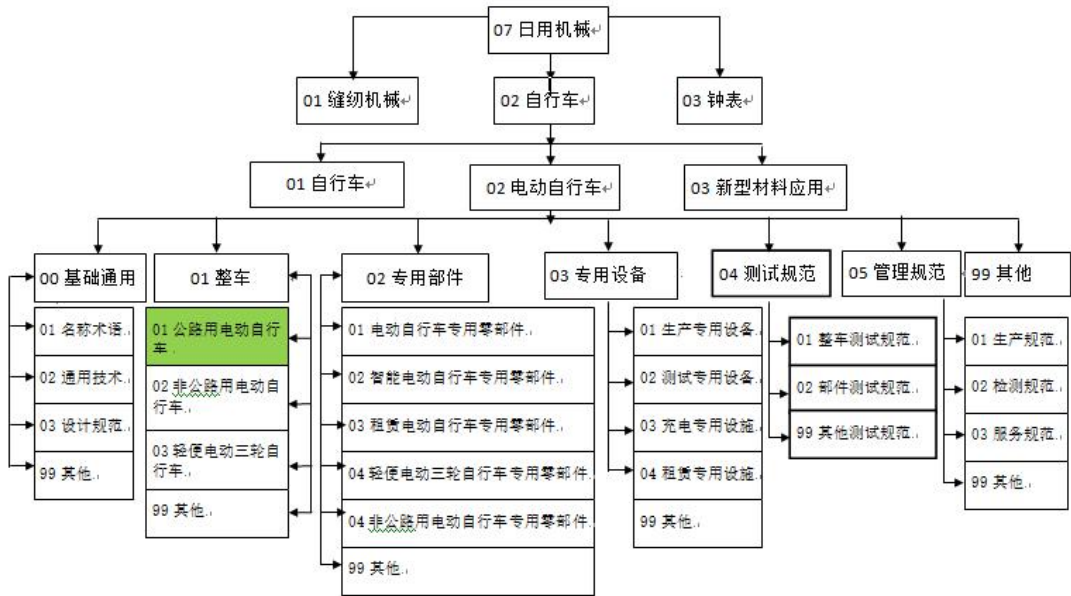 07 日用机械
01 缝纫机械
02 自行车
03 钟表
01 自行车
02 电动自行车
03 新型材料应用
00 基础通用
01 整车
02 专用部件
03 专用设备
04 测试规范
05 管理规范
99 其他
01 名称术语
02 通用技术
03 设计规范
99 其他
01 公路用电动自行
车
02 非公路用电动自
行车
03 轻便电动三轮自
行车
99 其他
01 电动自行车专用零部件
02 智能电动自行车专用零部件
03 租赁电动自行车专用零部件
04 轻便电动三轮自行车专用零部件
04 非公路用电动自行车专用零部件
99 其他
01 生产专用设备
02 测试专用设备
03 充电专用设施
04 租赁专用设施
99 其他
01 整车测试规范
02 部件测试规范
99 其他测试规范
01 生产规范
02 检测规范
03 服务规范
99 其他